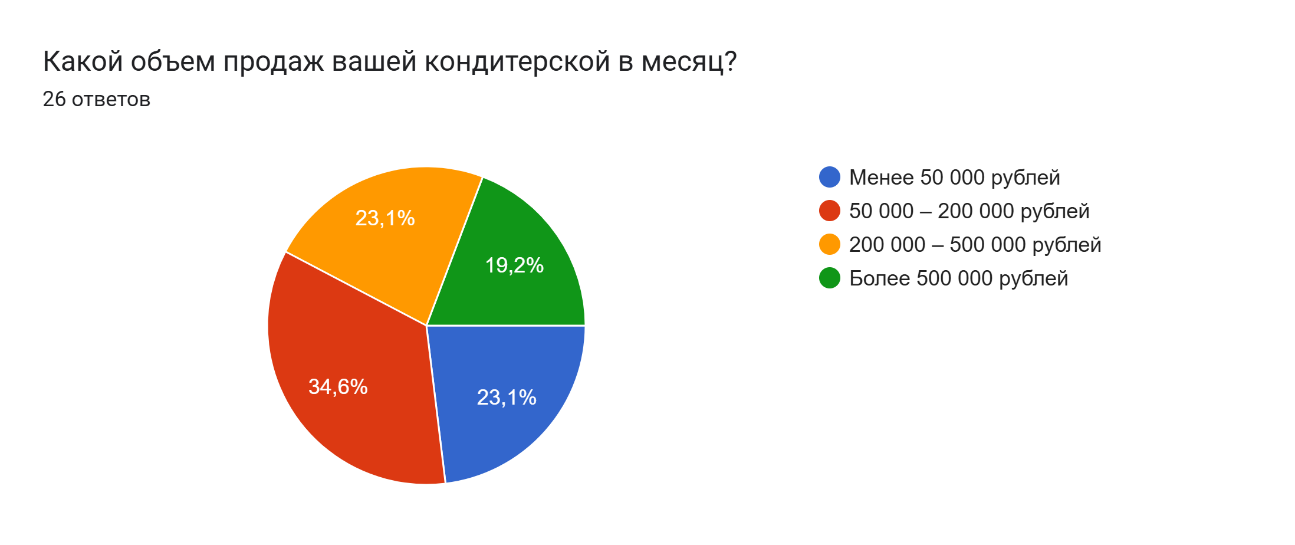 Какой объем продаж вашей кондитерской в месяц?
26 ответов
Менее 50 000 рублей
50 000 – 200 000 рублей
200 000 – 500 000 рублей
Более 500 000 рублей
23,1%
19,2%
34,6%
23,1%